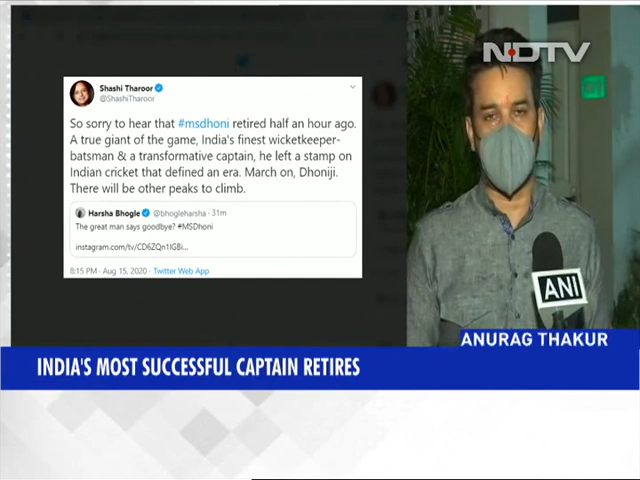 NDTV
Shashi Tharoor
@ShashiTharoor
So sorry to hear that #msdhoni retired half an hour ago.
A true giant of the game, India's finest wicketkeeper-
batsman & a transformative captain, he left a stamp on
Indian cricket that defined an era. March on, Dhoniji.
There will be other peaks to climb.
Harsha Bhogle @bhogleharsha · 31m
The great man says goodbye? #MSDhoni
instagram.com/tv/CD6ZQn1IGBi...
8:15 PM · Aug 15, 2020 · Twitter Web App
ANI
ANURAG THAKUR
INDIA'S MOST SUCCESSFUL CAPTAIN RETIRES